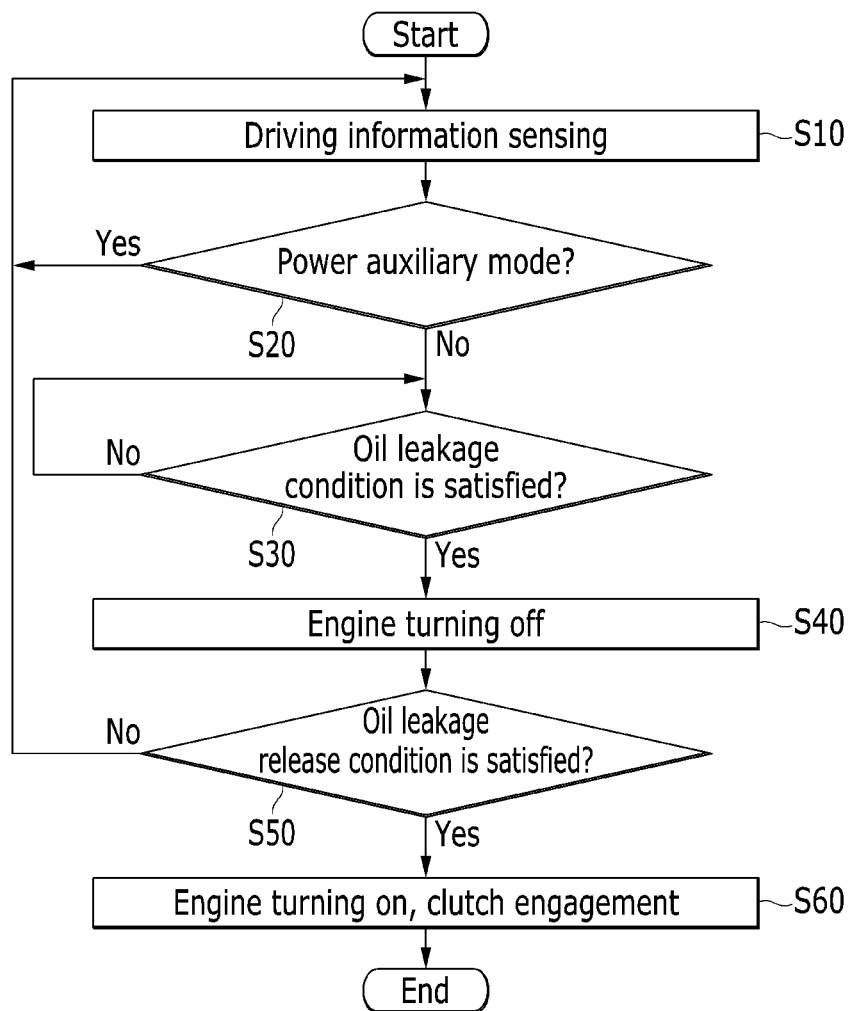 Start
Driving information sensing
S10
Yes
Power auxiliary mode?
S20
No
Oil leakage
condition is satisfied?
No
S30
Yes
Engine turning off
S40
Oil leakage
release condition is satisfied?
No
S50
Yes
Engine turning on, clutch engagement
S60
End